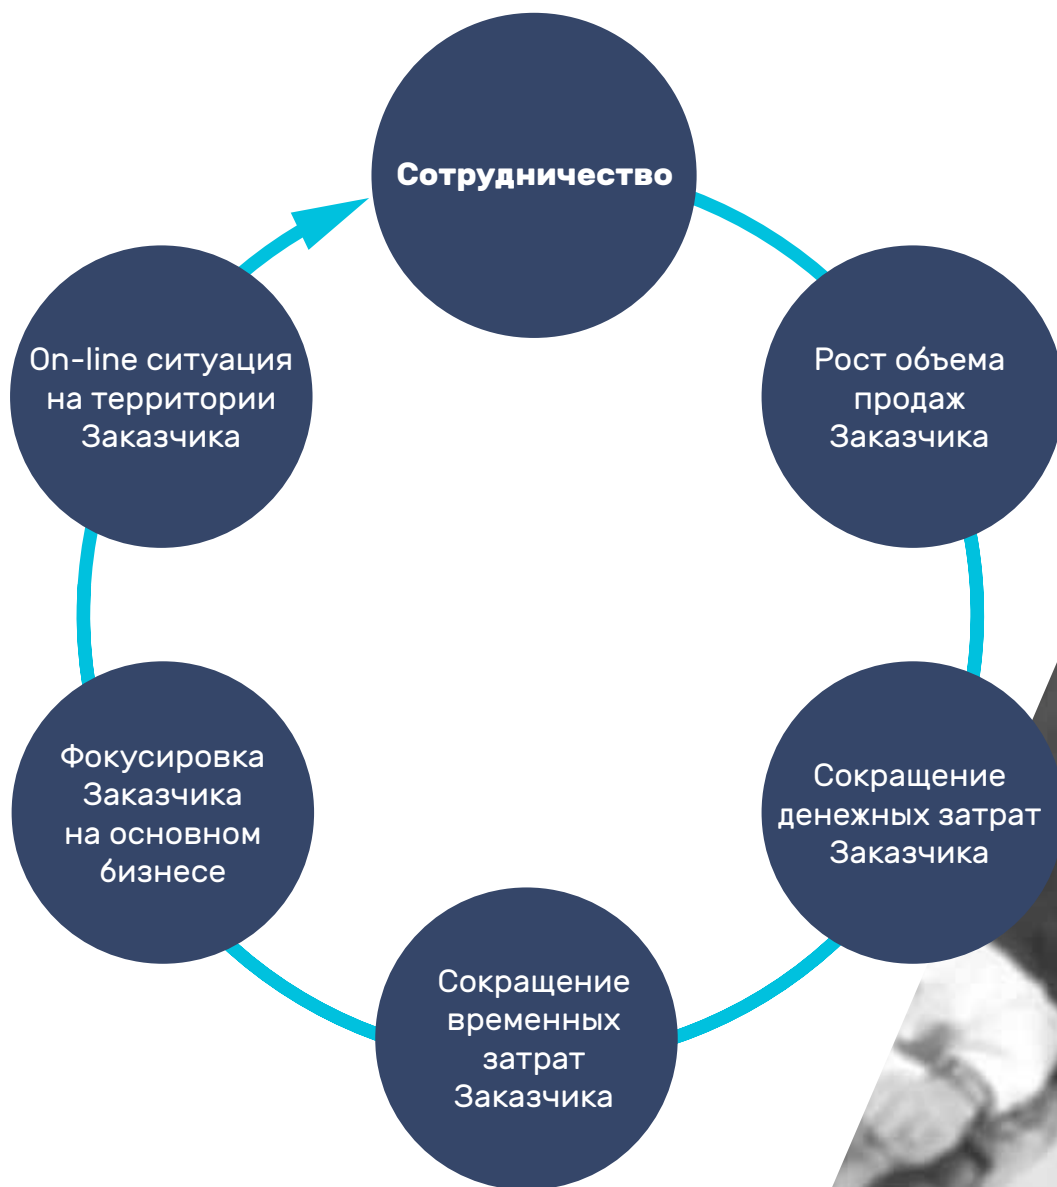 Сотрудничество
Рост объема
продаж
Заказчика
Сокращение
денежных затрат
Заказчика
Сокращение
временных
затрат
Заказчика
Фокусировка
Заказчика
на основном
бизнесе
On-line ситуация
на территории
Заказчика